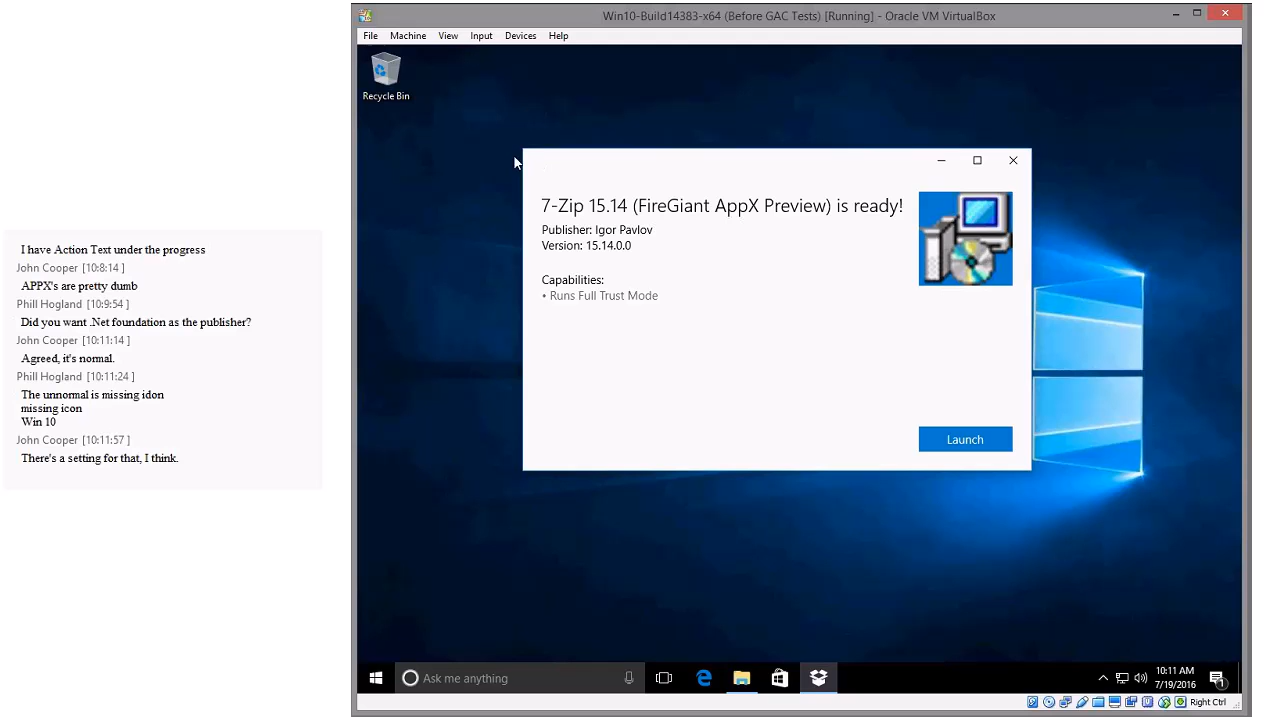 I have Action Text under the progress
John Cooper [10:8:14 ]
APPX's are pretty dumb
Phill Hogland [10:9:54 ]
Did you want .Net foundation as the publisher?
John Cooper [10:11:14 ]
Agreed, it's normal.
Phill Hogland [10:11:24 ]
The unnormal is missing idon
missing icon
Win 10
John Cooper [10:11:57 ]
There's a setting for that, I think.
Win10-Build14383-x64 (Before GAC Tests) [Running] - Oracle VM VirtualBox
File Machine View Input Devices Help
Recycle Bin
7-Zip 15.14 (FireGiant AppX Preview) is ready!
Publisher: Igor Pavlov
Version: 15.14.0.0
Capabilities:
• Runs Full Trust Mode
Launch
Ask me anything
10:11 AM
7/19/2016
1
Right Ctrl